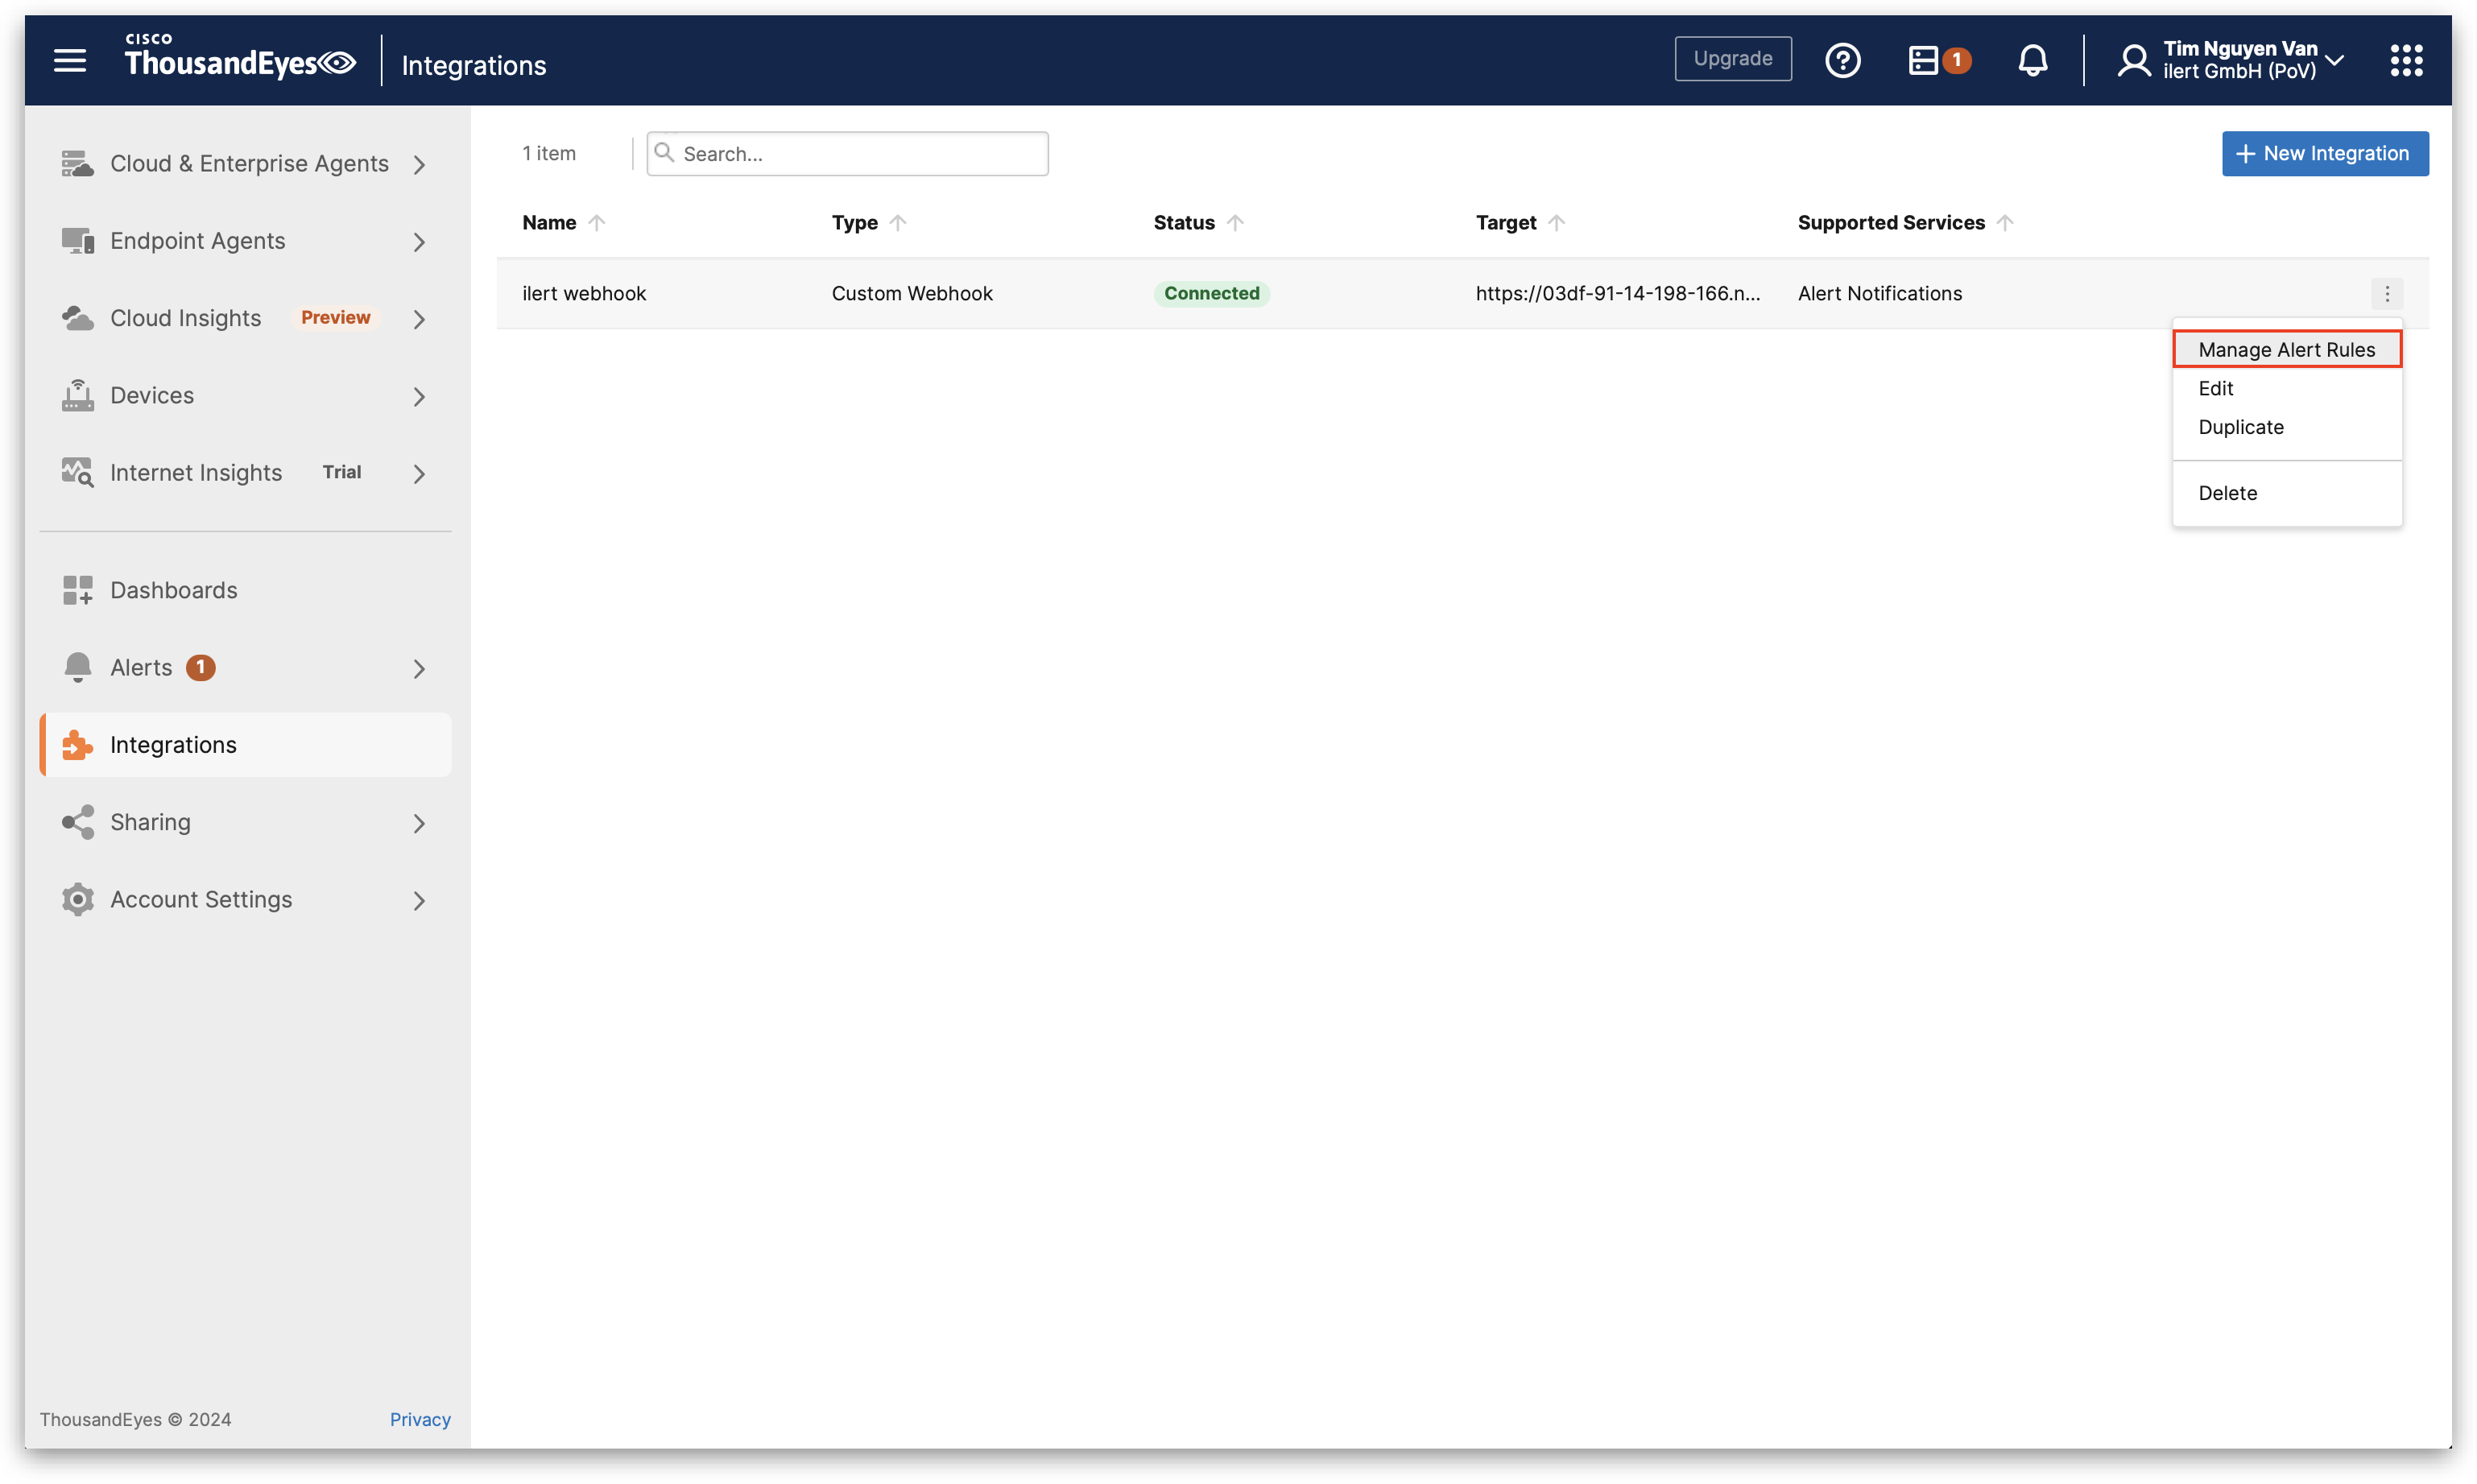 CISCO
ThousandEyes
Integrations
Upgrade
1
Tim Nguyen Van
ilert GmbH (PoV)
Cloud & Enterprise Agents
Endpoint Agents
Cloud Insights Preview
Devices
Internet Insights Trial
Dashboards
Alerts 1
Integrations
Sharing
Account Settings
ThousandEyes © 2024 Privacy
1 item
Search...
+ New Integration
Name Type Status Target Supported Services
ilert webhook Custom Webhook Connected https://03df-91-14-198-166.n... Alert Notifications
Manage Alert Rules
Edit
Duplicate
Delete